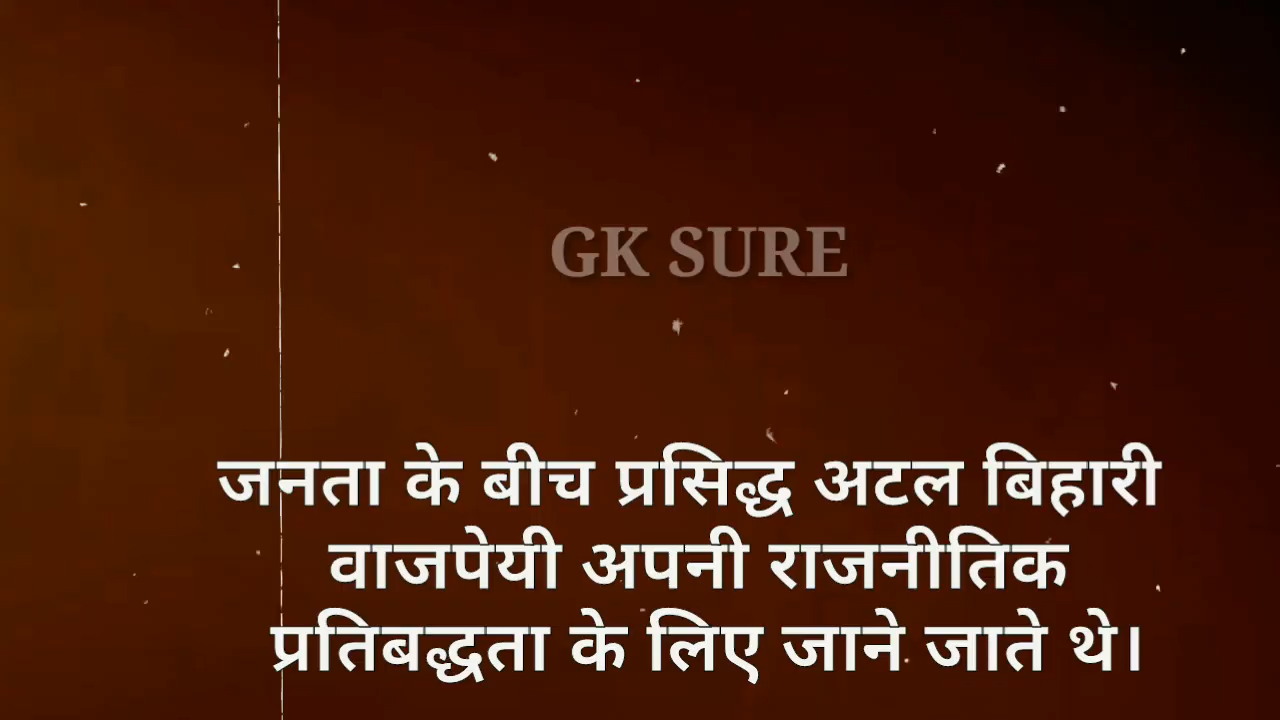 GK SURE
जनता के बीच प्रसिद्ध अटल बिहारी
वाजपेयी अपनी राजनीतिक
प्रतिबद्धता के लिए जाने जाते थे।